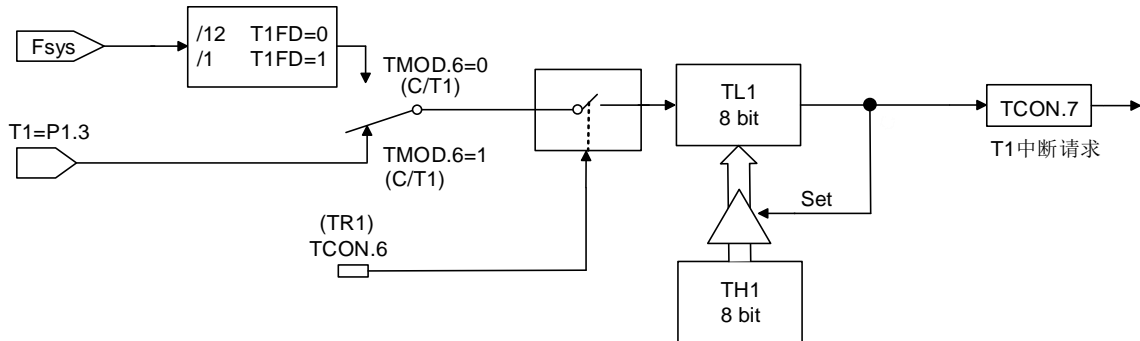 Fsys
/12 T1FD=0
/1 T1FD=1
TMOD.6=0
(C/T1)
T1=P1.3
TMOD.6=1
(C/T1)
(TR1)
TCON.6
TL1
8 bit
TCON.7
T1中断请求
Set
TH1
8 bit